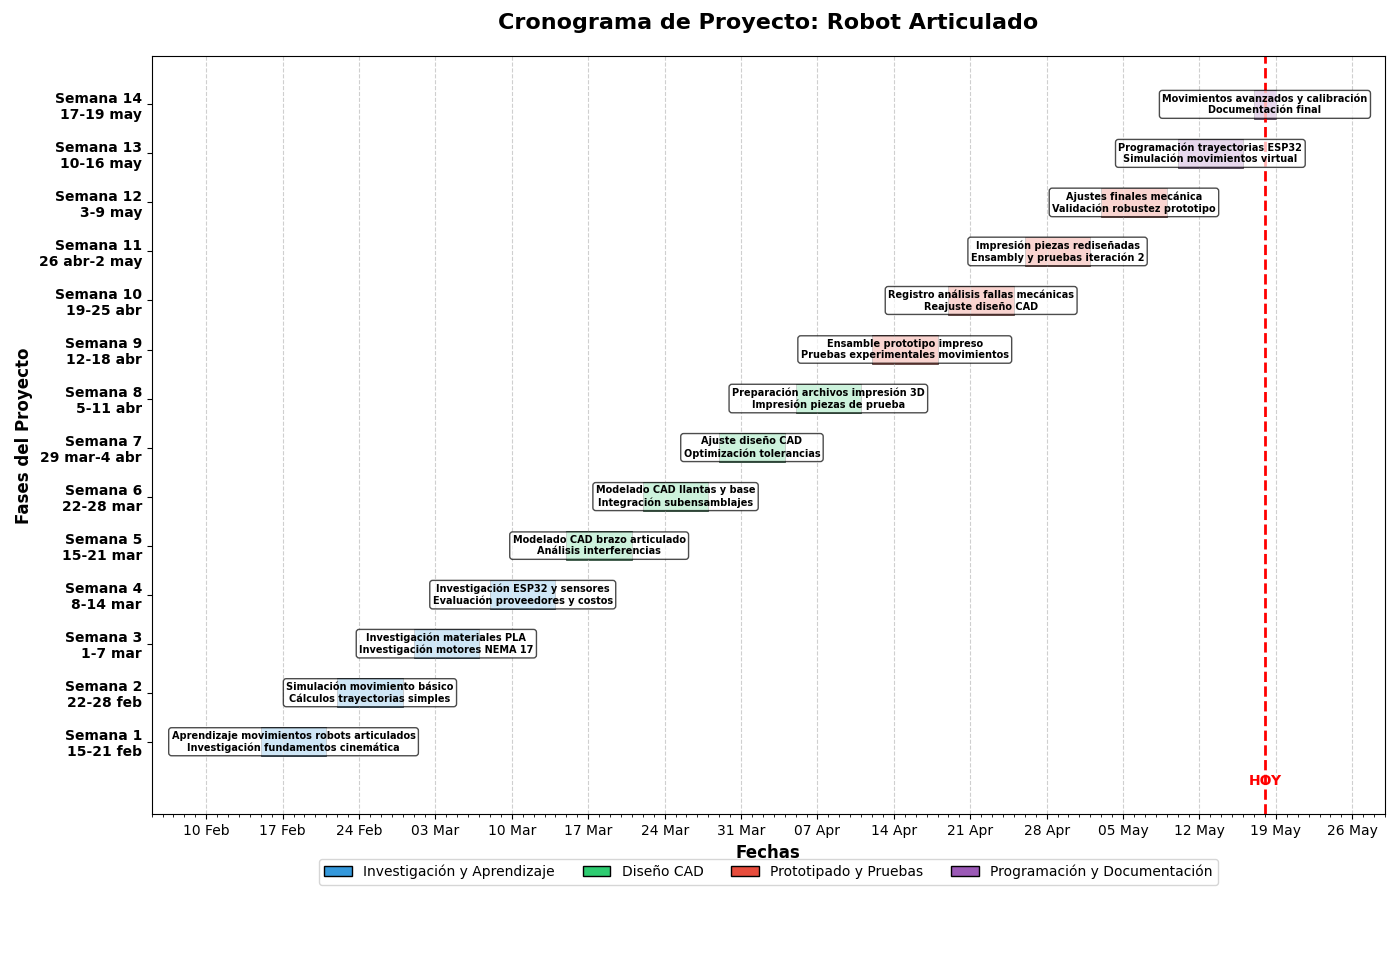 Cronograma de Proyecto: Robot Articulado
Fases del Proyecto
Semana 14
17-19 may
Movimientos avanzados y calibración
Documentación final
Semana 13
10-16 may
Programación trayectorias ESP32
Simulación movimientos virtual
Semana 12
3-9 may
Ajustes finales mecánica
Validación robustez prototipo
Semana 11
26 abr-2 may
Impresión piezas rediseñadas
Ensambly y pruebas iteración 2
Semana 10
19-25 abr
Registro análisis fallas mecánicas
Reajuste diseño CAD
Semana 9
12-18 abr
Ensamble prototipo impreso
Pruebas experimentales movimientos
Semana 8
5-11 abr
Preparación archivos impresión 3D
Impresión piezas de prueba
Semana 7
29 mar-4 abr
Ajuste diseño CAD
Optimización tolerancias
Semana 6
22-28 mar
Modelado CAD llantas y base
Integración subensamblajes
Semana 5
15-21 mar
Modelado CAD brazo articulado
Análisis interferencias
Semana 4
8-14 mar
Investigación ESP32 y sensores
Evaluación proveedores y costos
Semana 3
1-7 mar
Investigación materiales PLA
Investigación motores NEMA 17
Semana 2
22-28 feb
Simulación movimiento básico
Cálculos trayectorias simples
Semana 1
15-21 feb
Aprendizaje movimientos robots articulados
Investigación fundamentos cinemática
HOY
10 Feb 17 Feb 24 Feb 03 Mar 10 Mar 17 Mar 24 Mar 31 Mar 07 Apr 14 Apr 21 Apr 28 Apr 05 May 12 May 19 May 26 May
Fechas
Investigación y Aprendizaje Diseño CAD Prototipado y Pruebas Programación y Documentación